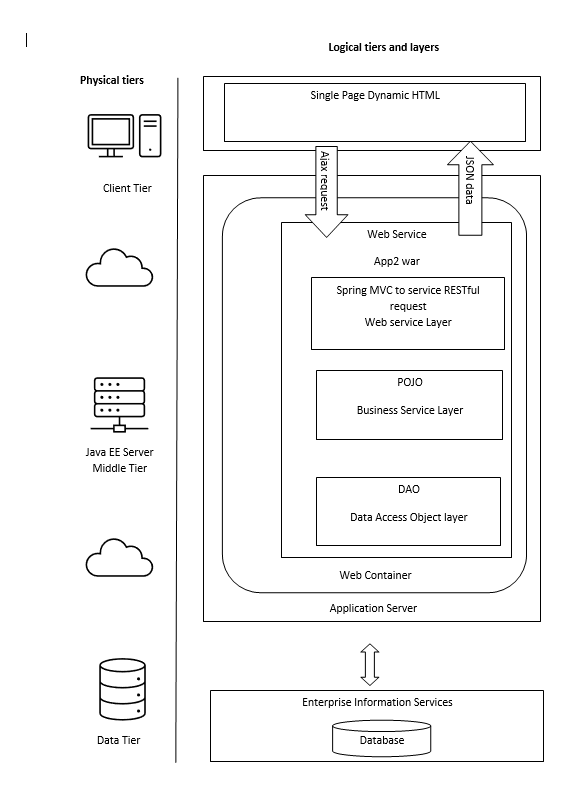 Logical tiers and layers
Physical tiers
Single Page Dynamic HTML
Client Tier
Ajax request
JSON data
Web Service
App2 war
Spring MVC to service RESTful
request
Web service Layer
POJO
Business Service Layer
Java EE Server
Middle Tier
DAO
Data Access Object layer
Web Container
Application Server
Enterprise Information Services
Database
Data Tier